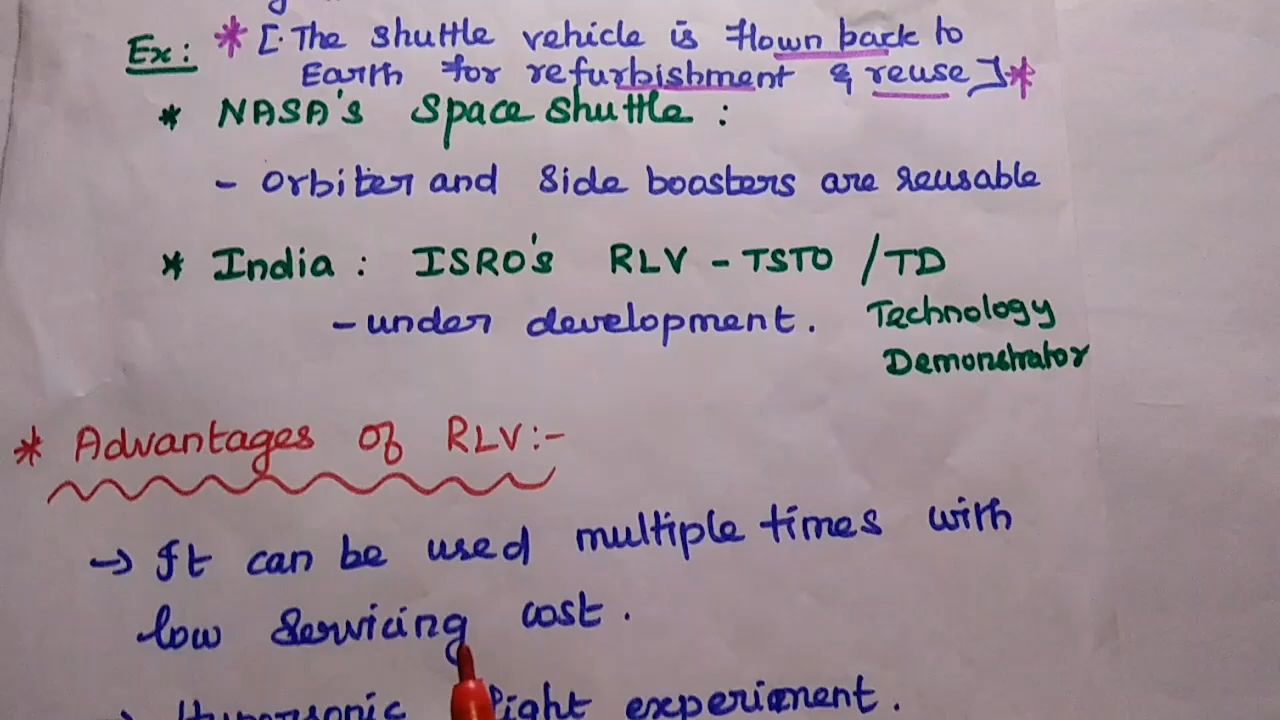 Ex: * [. The shuttle vehicle is flown back to
Earth for refurbishment & reuse ] *
* NASA's Space shuttle :
- orbiter and side boosters are reusable
* India : ISRO's RLV - TSTO / TD
- under development. Technology
Demonstrator
* Advantages of RLV:-
→ It can be used multiple times with
low servicing cost.
→ Hypersonic flight experiment.